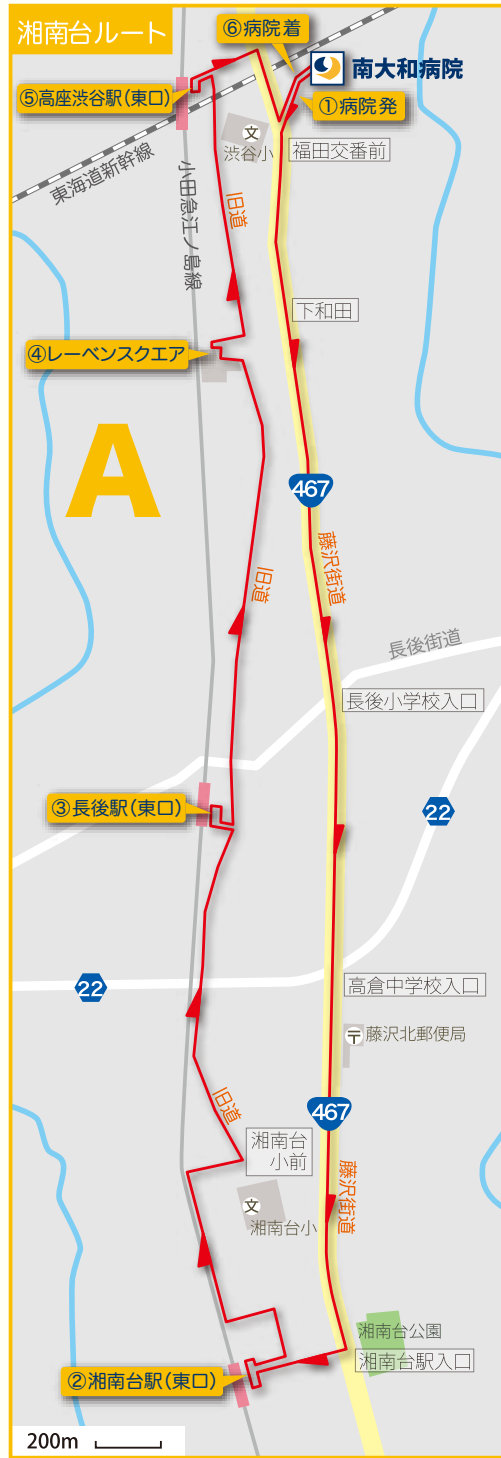 湘南台ルート
⑥病院着
南大和病院
⑤高座渋谷駅(東口)
①病院発
文
渋谷小
福田交番前
東海道新幹線
小田急江ノ島線
旧道
下和田
④レーベンスクエア
A
467
藤沢街道
旧道
長後街道
長後小学校入口
③長後駅(東口)
22
22
高倉中学校入口
〒藤沢北郵便局
旧道
467
湘南台
小前
藤沢街道
文
湘南台小
湘南台公園
湘南台駅入口
②湘南台駅(東口)
200m